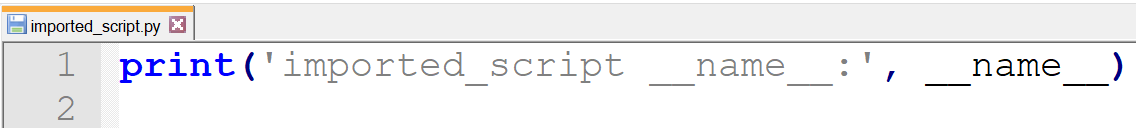 imported_script.py
1 print('imported_script __name__:', __name__)
2